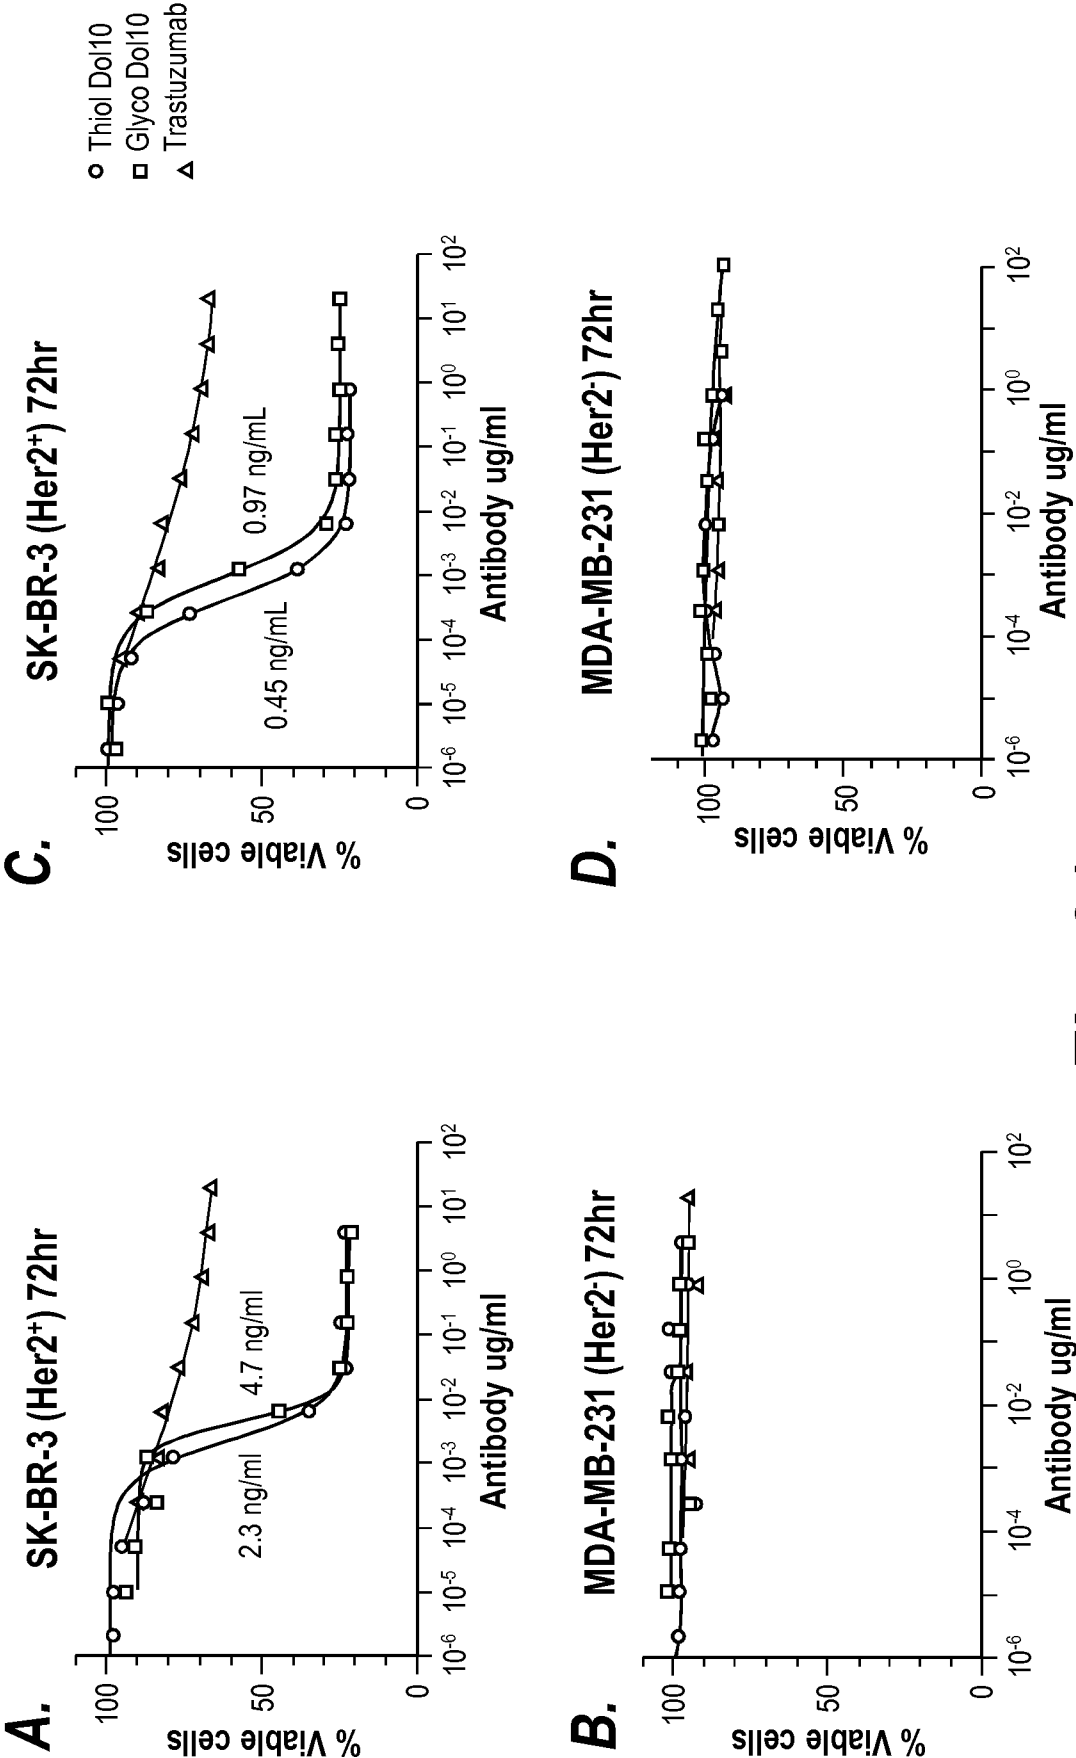 A.
SK-BR-3 (Her2⁺) 72hr
% Viable cells
100
50
0
2.3 ng/ml
4.7 ng/ml
10⁻⁶ 10⁻⁵ 10⁻⁴ 10⁻³ 10⁻² 10⁻¹ 10⁰ 10¹ 10²
Antibody ug/ml
C.
SK-BR-3 (Her2⁺) 72hr
% Viable cells
100
50
0
0.45 ng/mL
0.97 ng/mL
10⁻⁶ 10⁻⁵ 10⁻⁴ 10⁻³ 10⁻² 10⁻¹ 10⁰ 10¹ 10²
Antibody ug/ml
Thiol Dol10
Glyco Dol10
Trastuzumab
B.
MDA-MB-231 (Her2⁻) 72hr
% Viable cells
100
50
0
10⁻⁶ 10⁻⁴ 10⁻² 10⁰ 10²
Antibody ug/ml
D.
MDA-MB-231 (Her2⁻) 72hr
% Viable cells
100
50
0
10⁻⁶ 10⁻⁴ 10⁻² 10⁰ 10²
Antibody ug/ml